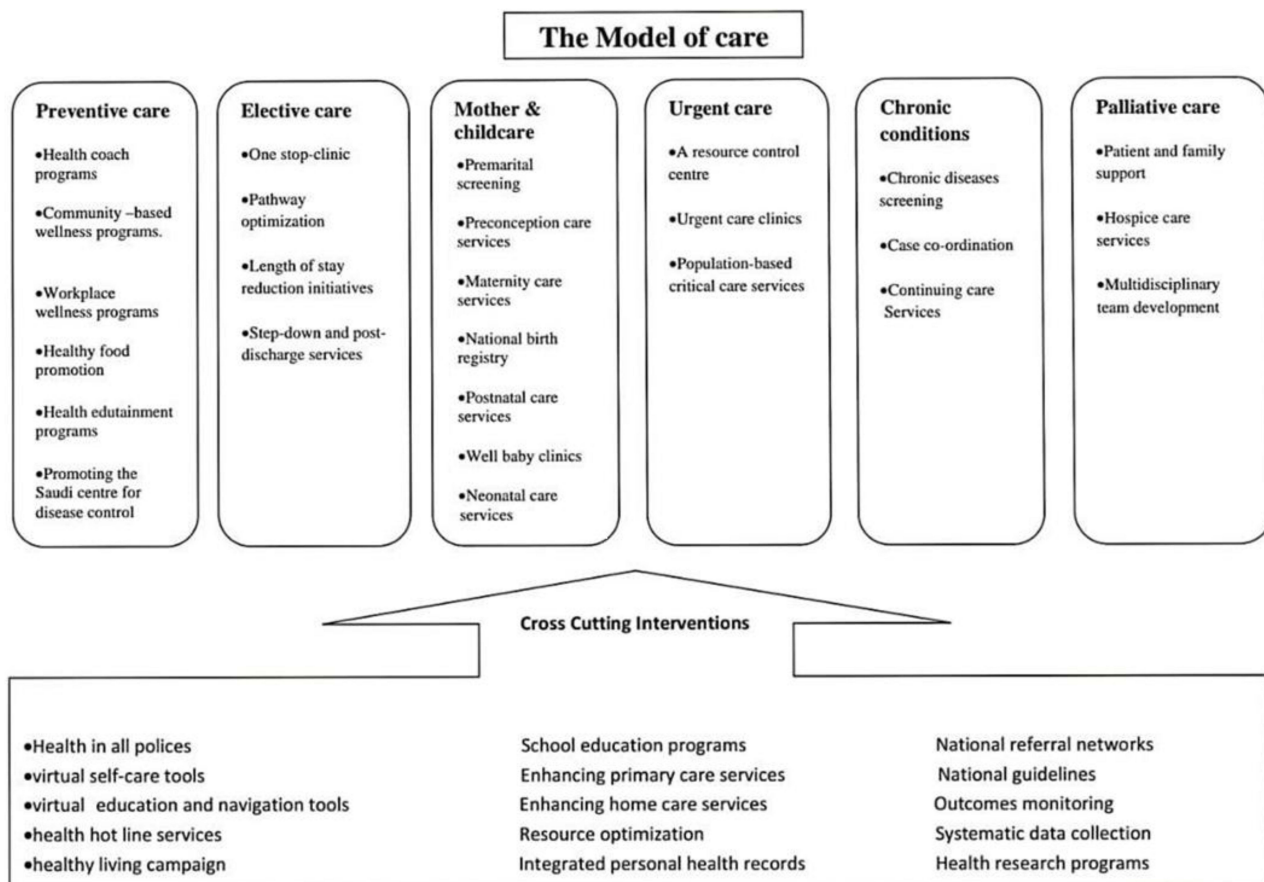 The Model of care
Preventive care
•Health coach
programs
•Community –based
wellness programs.
•Workplace
wellness programs
•Healthy food
promotion
•Health edutainment
programs
•Promoting the
Saudi centre for
disease control
Elective care
•One stop-clinic
•Pathway
optimization
•Length of stay
reduction initiatives
•Step-down and post-
discharge services
Mother &
childcare
•Premarital
screening
•Preconception care
services
•Maternity care
services
•National birth
registry
•Postnatal care
services
•Well baby clinics
•Neonatal care
services
Urgent care
•A resource control
centre
•Urgent care clinics
•Population-based
critical care services
Chronic
conditions
•Chronic diseases
screening
•Case co-ordination
•Continuing care
Services
Palliative care
•Patient and family
support
•Hospice care
services
•Multidisciplinary
team development
Cross Cutting Interventions
•Health in all polices
•virtual self-care tools
•virtual education and navigation tools
•health hot line services
•healthy living campaign
School education programs
Enhancing primary care services
Enhancing home care services
Resource optimization
Integrated personal health records
National referral networks
National guidelines
Outcomes monitoring
Systematic data collection
Health research programs